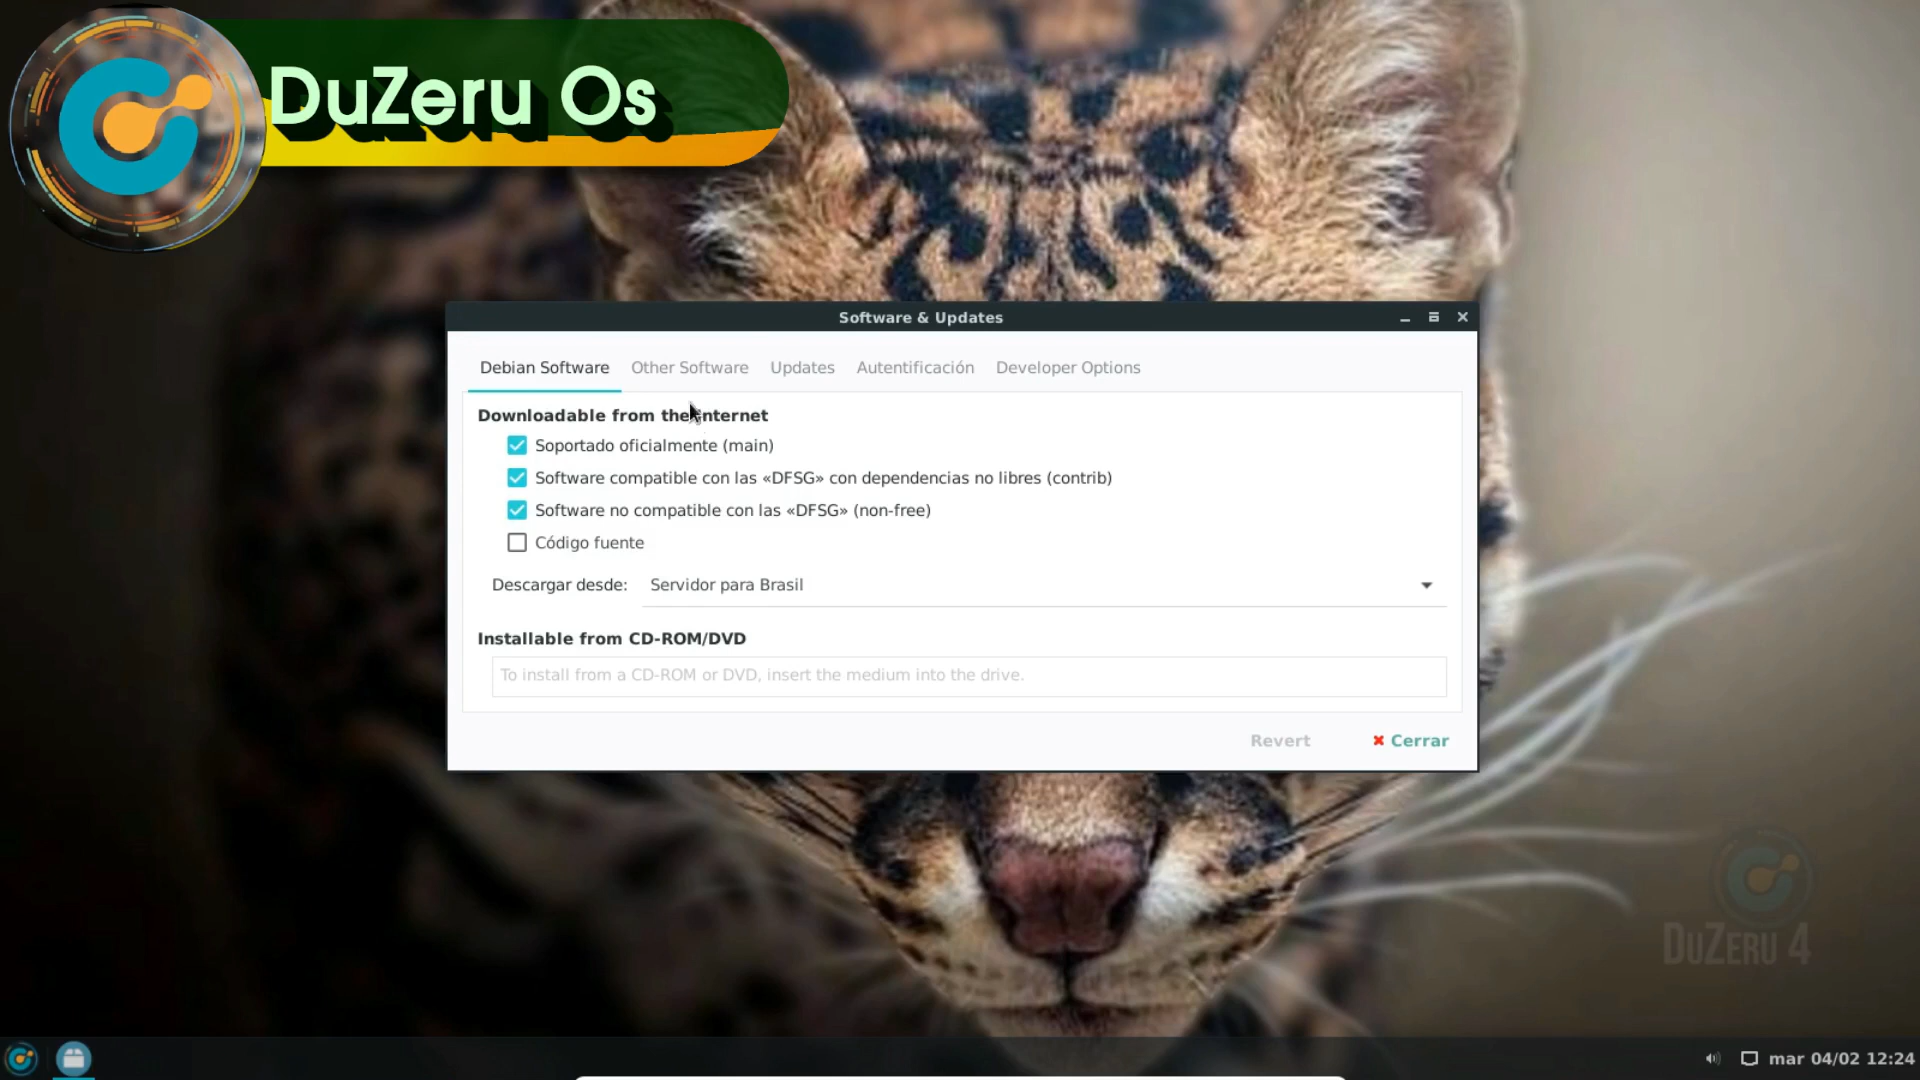 DuZeru Os
Software & Updates
Debian Software Other Software Updates Autentificación Developer Options
Downloadable from the Internet
Soportado oficialmente (main)
Software compatible con las «DFSG» con dependencias no libres (contrib)
Software no compatible con las «DFSG» (non-free)
Código fuente
Descargar desde: Servidor para Brasil
Installable from CD-ROM/DVD
To install from a CD-ROM or DVD, insert the medium into the drive.
Revert Cerrar
DuZeru 4
mar 04/02 12:24